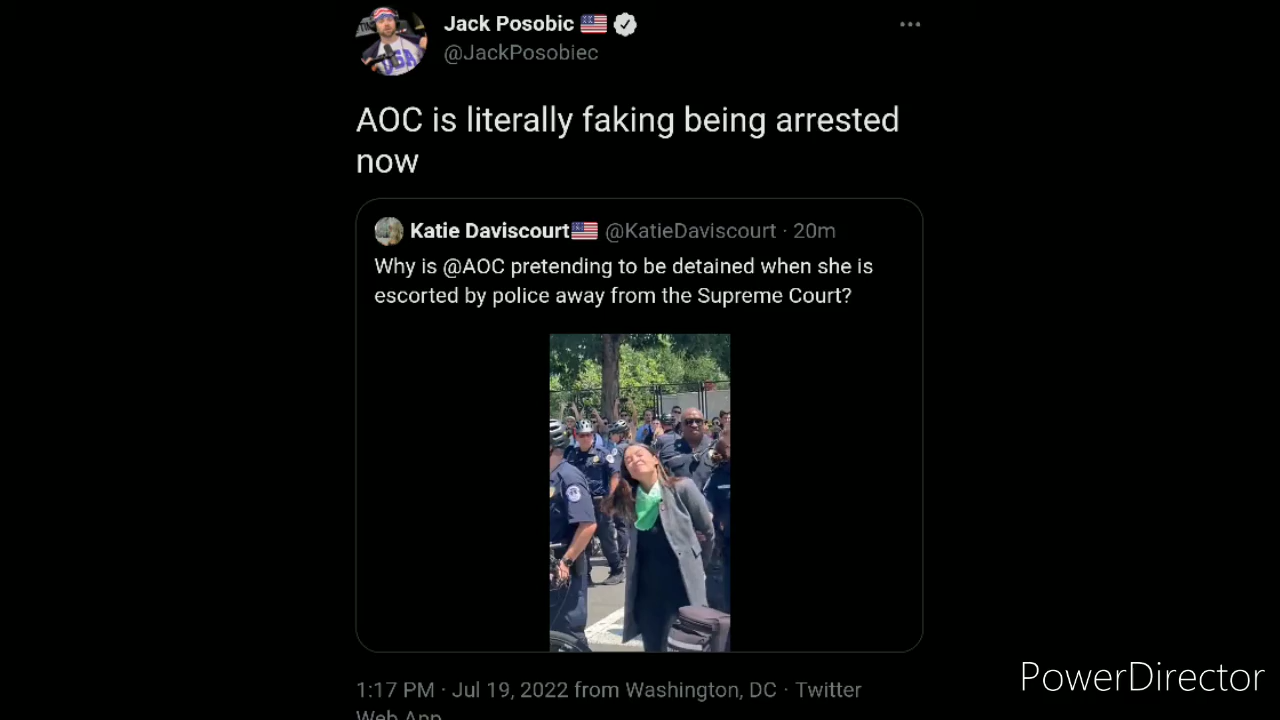 Jack Posobic 🇺🇸
@JackPosobiec
AOC is literally faking being arrested
now
Katie Daviscourt🇺🇸 @KatieDaviscourt · 20m
Why is @AOC pretending to be detained when she is
escorted by police away from the Supreme Court?
1:17 PM · Jul 19, 2022 from Washington, DC · Twitter
Web App
PowerDirector